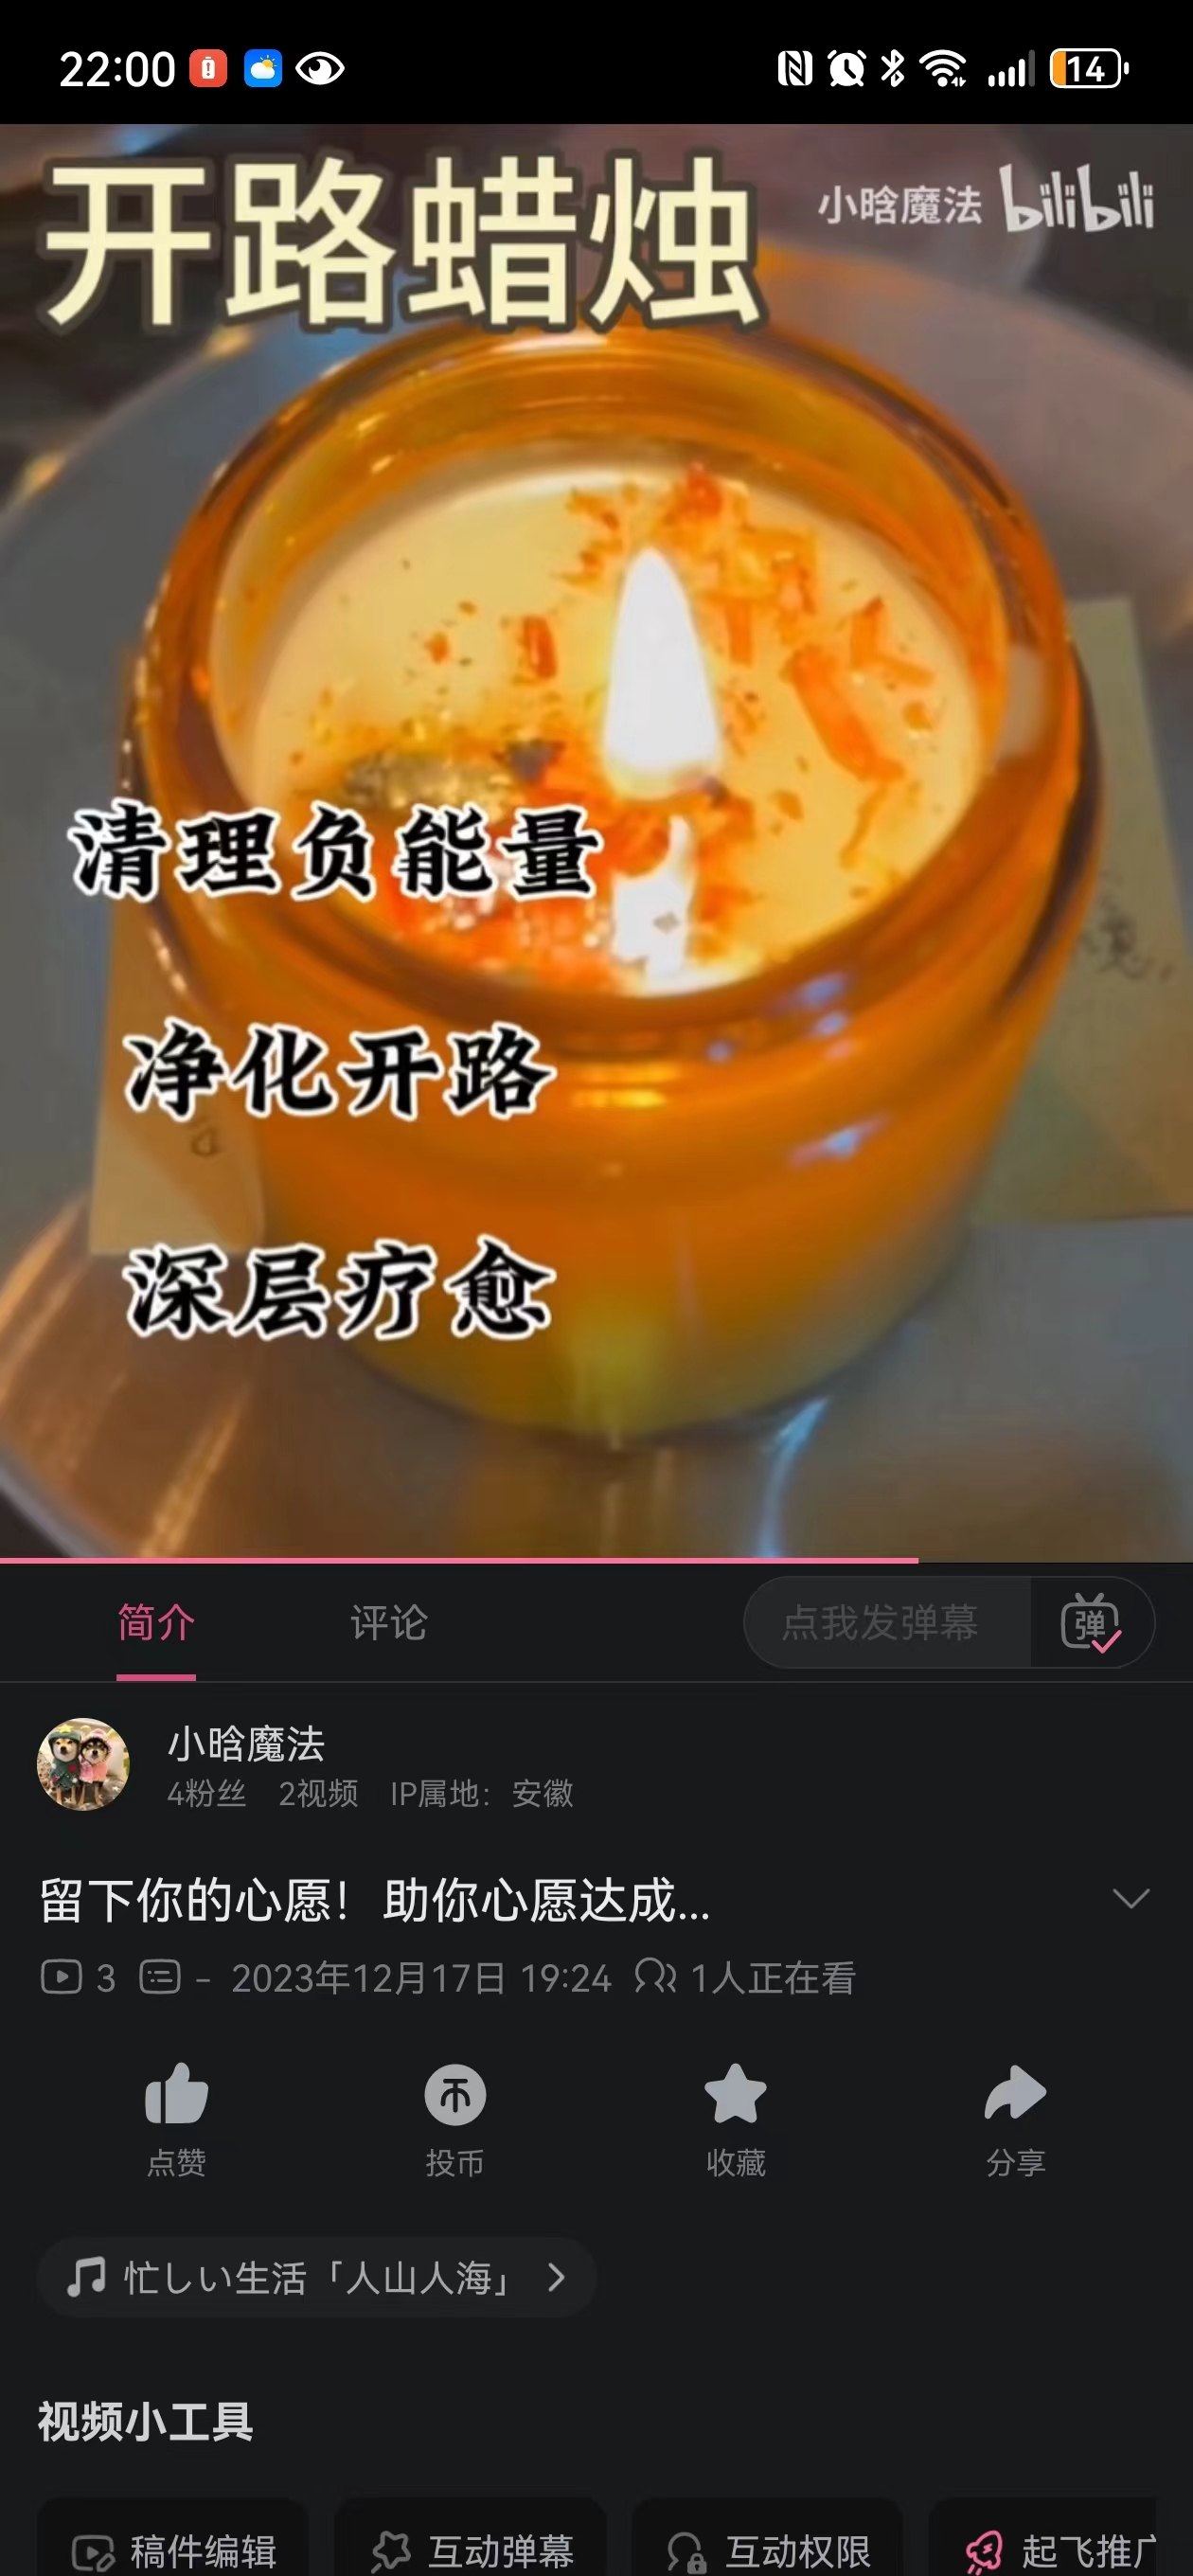 22:00
14
开路蜡烛
小晗魔法 bilibili
清理负能量
净化开路
深层疗愈
简介 评论 点我发弹幕 弹
小晗魔法
4粉丝 2视频 IP属地：安徽
留下你的心愿！助你心愿达成...
3 - 2023年12月17日 19:24 1人正在看
点赞 投币 收藏 分享
忙しい生活「人山人海」
视频小工具
稿件编辑 互动弹幕 互动权限 起飞推广